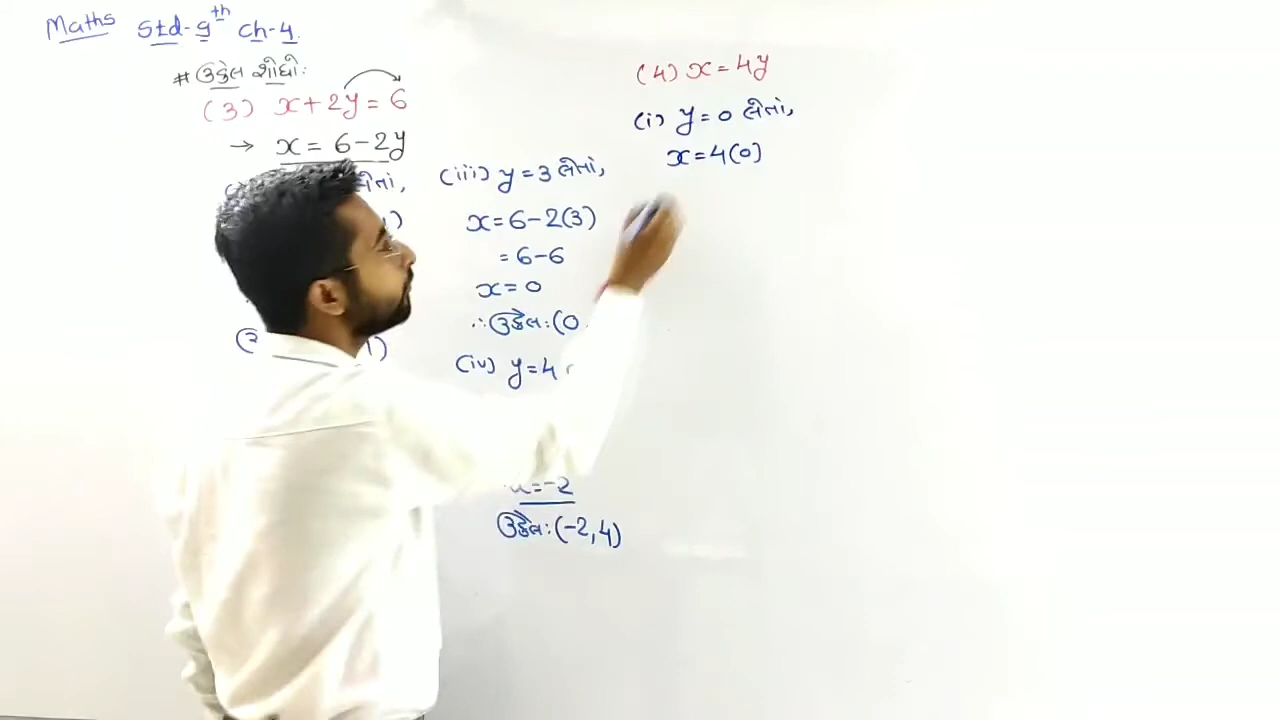 Maths Std-9th Ch-4.
# ઉકેલ શોધો:
(3) x+2y=6
→ x = 6-2y
લેતાં,
1)
(iii) y=3 લેતાં,
x=6-2(3)
=6-6
x=0
∴ઉકેલ:(0
(iv) y=4
x=-2
ઉકેલ:(-2,4)
(4) x=4y
(i) y=0 લેતાં,
x=4(0)